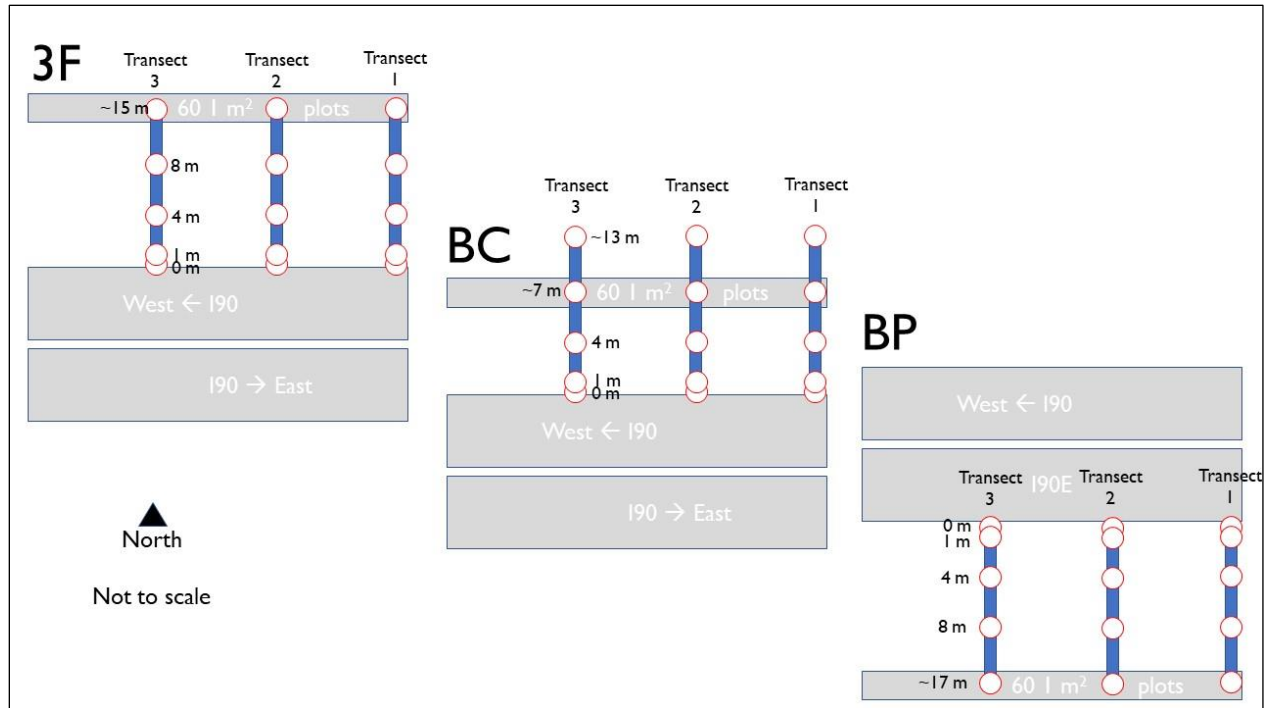 3F
Transect
3
Transect
2
Transect
1
~15 m
60 1 m² plots
8 m
4 m
1 m
0 m
West ← I90
I90 → East
North
Not to scale
BC
Transect
3
Transect
2
Transect
1
~13 m
~7 m
60 1 m² plots
4 m
1 m
0 m
West ← I90
I90 → East
BP
West ← I90
I90E
Transect
3
Transect
2
Transect
1
0 m
1 m
4 m
8 m
~17 m
60 1 m² plots